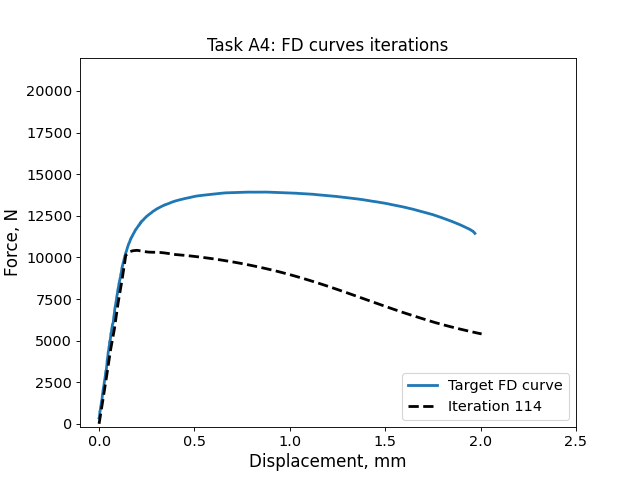 Task A4: FD curves iterations
Force, N
20000
17500
15000
12500
10000
7500
5000
2500
0
Target FD curve
Iteration 114
0.0 0.5 1.0 1.5 2.0 2.5
Displacement, mm